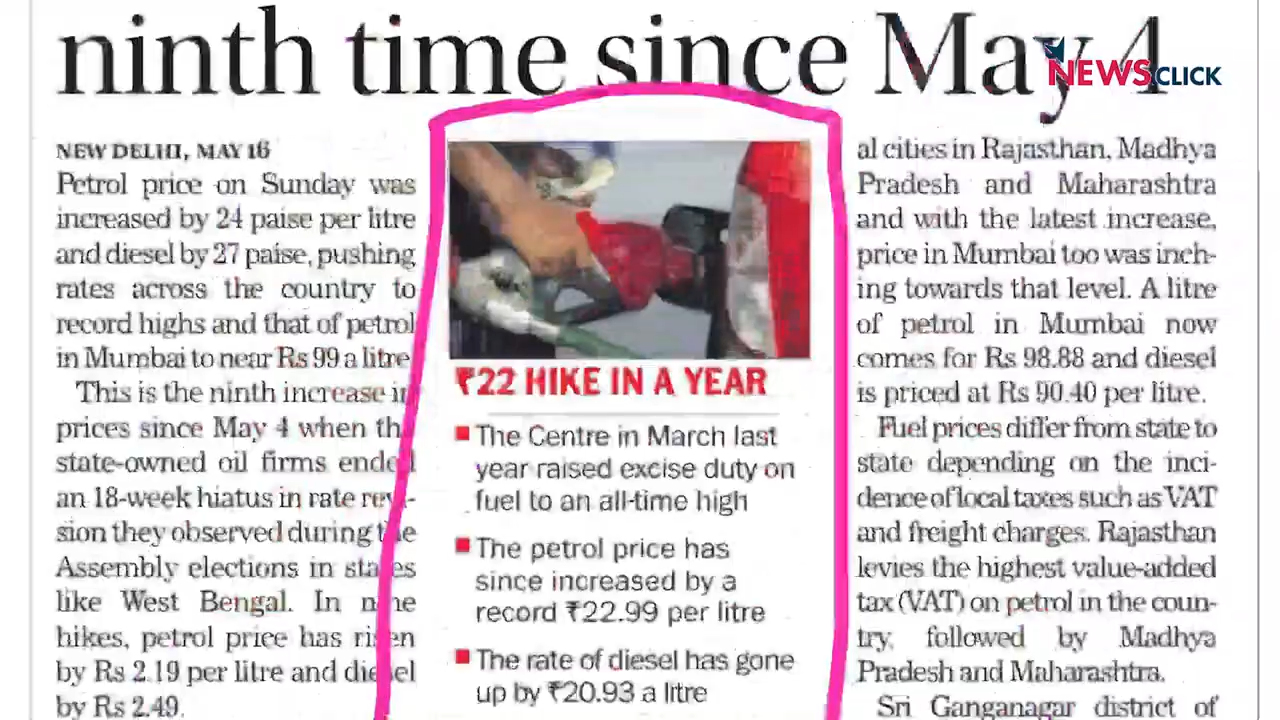 ninth time since May 4
NEWSCLICK
NEW DELHI, MAY 16
Petrol price on Sunday was
increased by 24 paise per litre
and diesel by 27 paise, pushing
rates across the country to
record highs and that of petrol
in Mumbai to near Rs 99 a litre
This is the ninth increase in
prices since May 4 when the
state-owned oil firms ended
an 18-week hiatus in rate revi-
sion they observed during the
Assembly elections in states
like West Bengal. In nine
hikes, petrol price has risen
by Rs 2.19 per litre and diesel
by Rs 2.49.
₹22 HIKE IN A YEAR
The Centre in March last
year raised excise duty on
fuel to an all-time high
The petrol price has
since increased by a
record ₹22.99 per litre
The rate of diesel has gone
up by ₹20.93 a litre
al cities in Rajasthan, Madhya
Pradesh and Maharashtra
and with the latest increase,
price in Mumbai too was inch-
ing towards that level. A litre
of petrol in Mumbai now
comes for Rs 98.88 and diesel
is priced at Rs 90.40 per litre.
Fuel prices differ from state to
state depending on the inci-
dence of local taxes such as VAT
and freight charges. Rajasthan
levies the highest value-added
tax (VAT) on petrol in the coun-
try, followed by Madhya
Pradesh and Maharashtra.
Sri Ganganagar district of